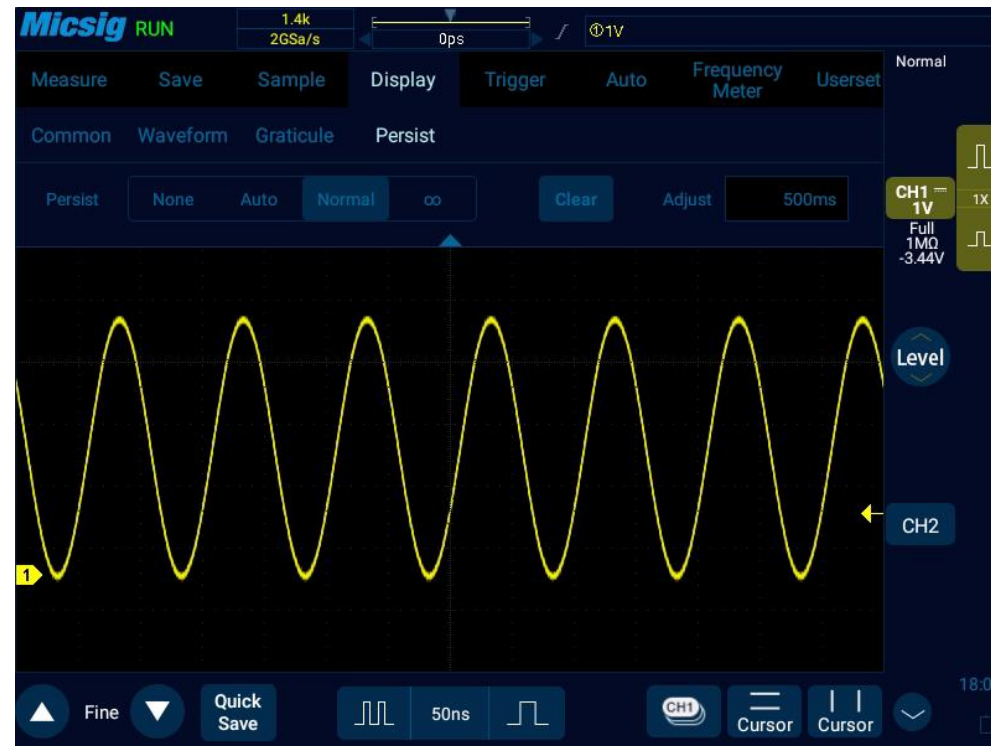 Micsig RUN
1.4k
2GSa/s
0ps
①1V
Measure Save Sample Display Trigger Auto Frequency Meter Userset
Normal
Common Waveform Graticule Persist
Persist None Auto Normal ∞ Clear Adjust 500ms
CH1
1V
1X
Full
1MΩ
-3.44V
Level
CH2
1
Fine
Quick
Save
50ns
CH1
Cursor
Cursor